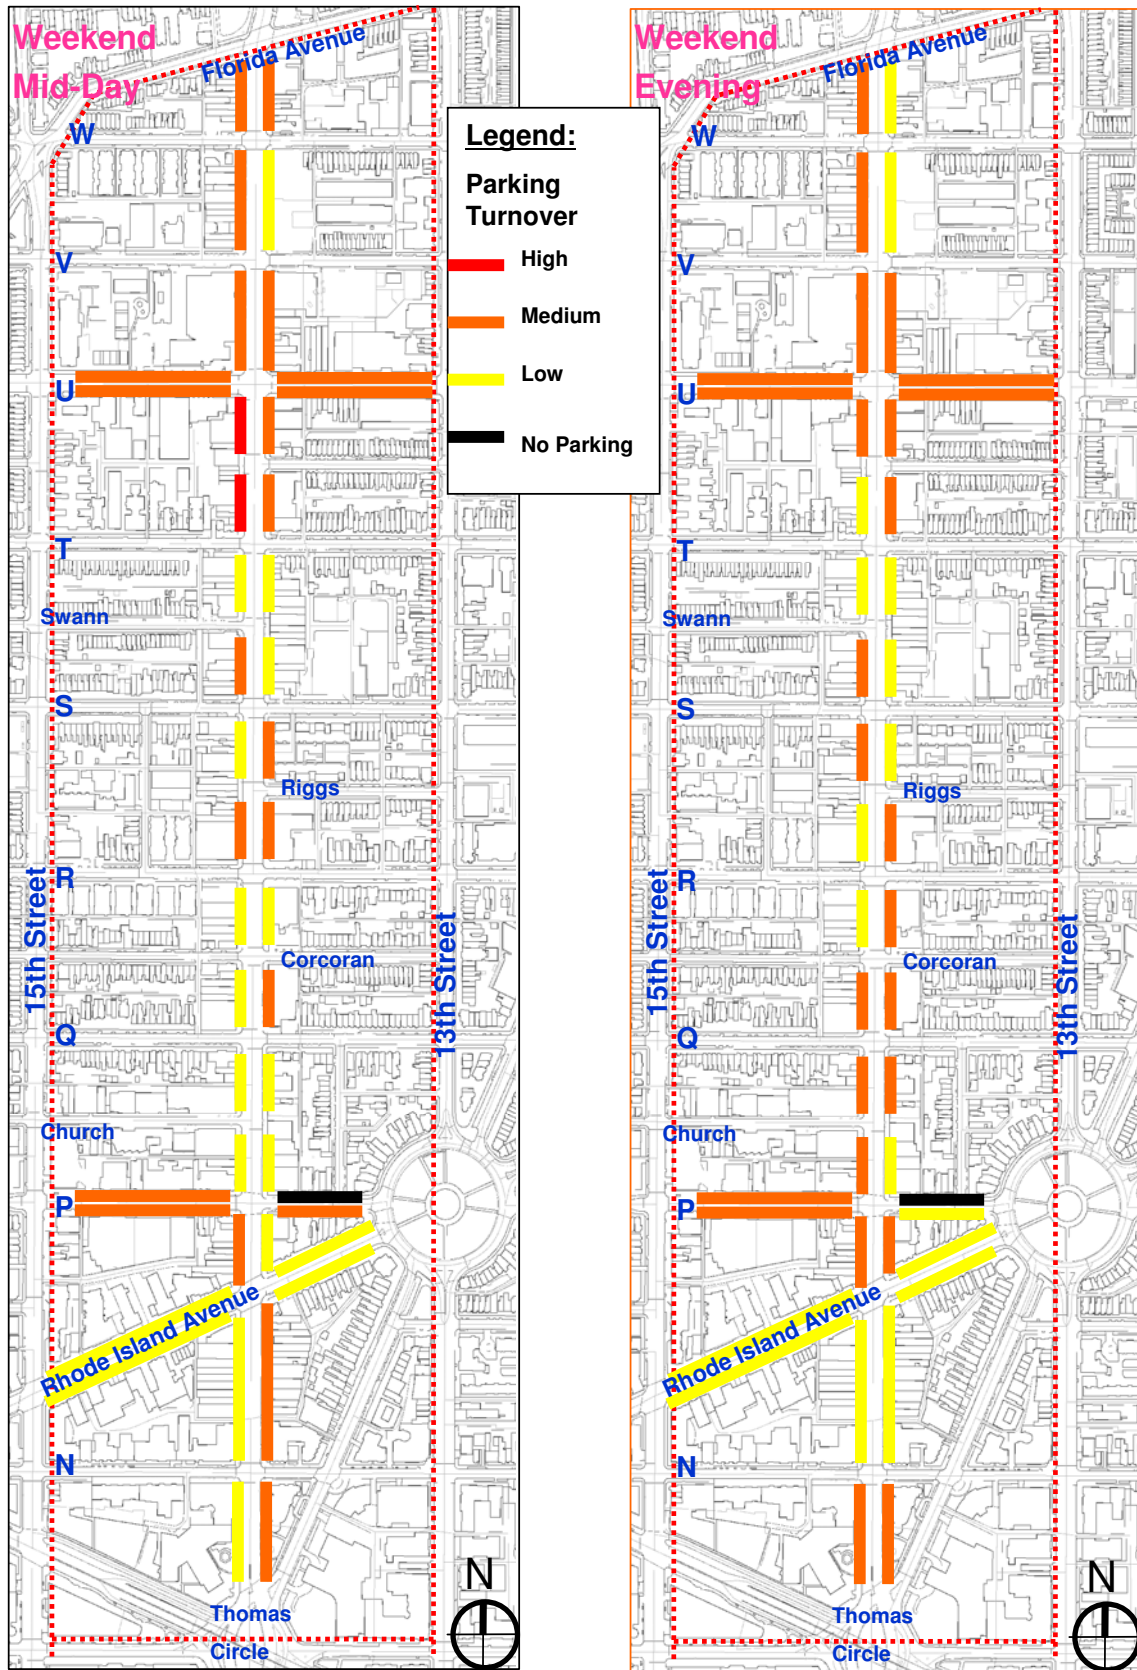 Weekend
Mid-Day
Florida Avenue
W
V
U
T
Swann
S
Riggs
R
15th Street
13th Street
Corcoran
Q
Church
P
Rhode Island Avenue
N
N
Thomas
Circle
Legend:
Parking
Turnover
High
Medium
Low
No Parking
Weekend
Evening
Florida Avenue
W
V
U
T
Swann
S
Riggs
R
15th Street
13th Street
Corcoran
Q
Church
P
Rhode Island Avenue
N
N
Thomas
Circle